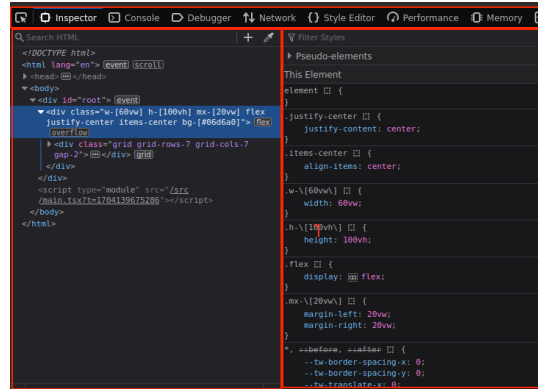 Inspector Console Debugger Network {} Style Editor Performance Memory
Search HTML
<!DOCTYPE html>
<html lang="en"> event scroll
<head> </head>
<body>
<div id="root"> event
<div class="w-[60vw] h-[100vh] mx-[20vw] flex
justify-center items-center bg-[#06d6a0]"> flex
overflow
<div class="grid grid-rows-7 grid-cols-7
gap-2"> </div> grid
</div>
</div>
<script type="module" src="/src
/main.tsx?t=1704139675286"></script>
</body>
</html>
Filter Styles
Pseudo-elements
This Element
element {
}
.justify-center {
justify-content: center;
}
.items-center {
align-items: center;
}
.w-\[60vw\] {
width: 60vw;
}
.h-\[100vh\] {
height: 100vh;
}
.flex {
display: flex;
}
.mx-\[20vw\] {
margin-left: 20vw;
margin-right: 20vw;
}
*, ::before, ::after {
--tw-border-spacing-x: 0;
--tw-border-spacing-y: 0;
--tw-translate-x: 0;